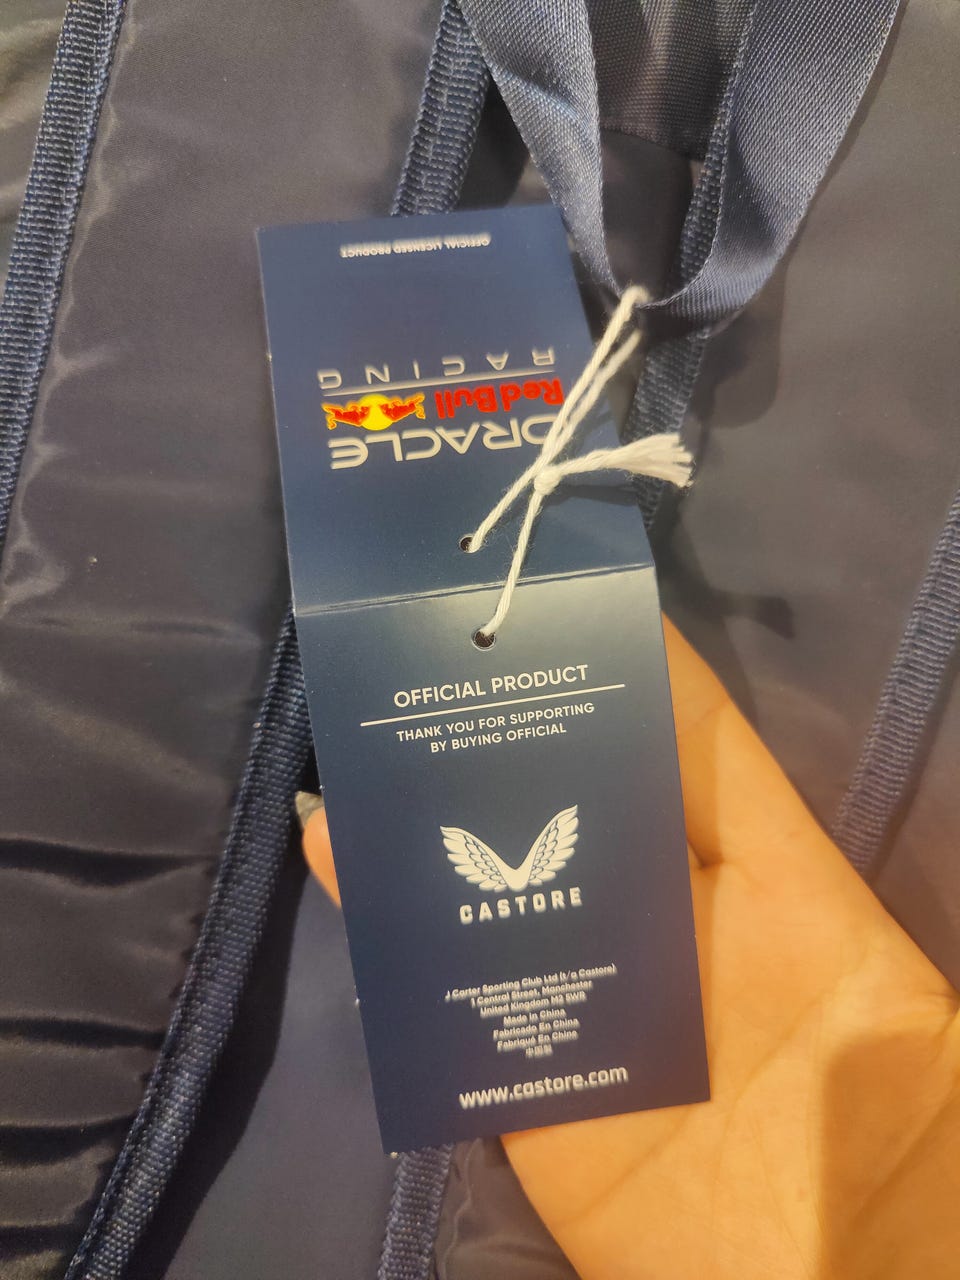 OFFICIAL LICENSED PRODUCT
ORACLE
Red Bull
RACING
OFFICIAL PRODUCT
THANK YOU FOR SUPPORTING
BY BUYING OFFICIAL
CASTORE
J Carter Sporting Club Ltd (t/a Castore)
1 Central Street, Manchester
United Kingdom M2 5WR
Made in China
Fabricado En China
Fabriqué En China
中国製
www.castore.com